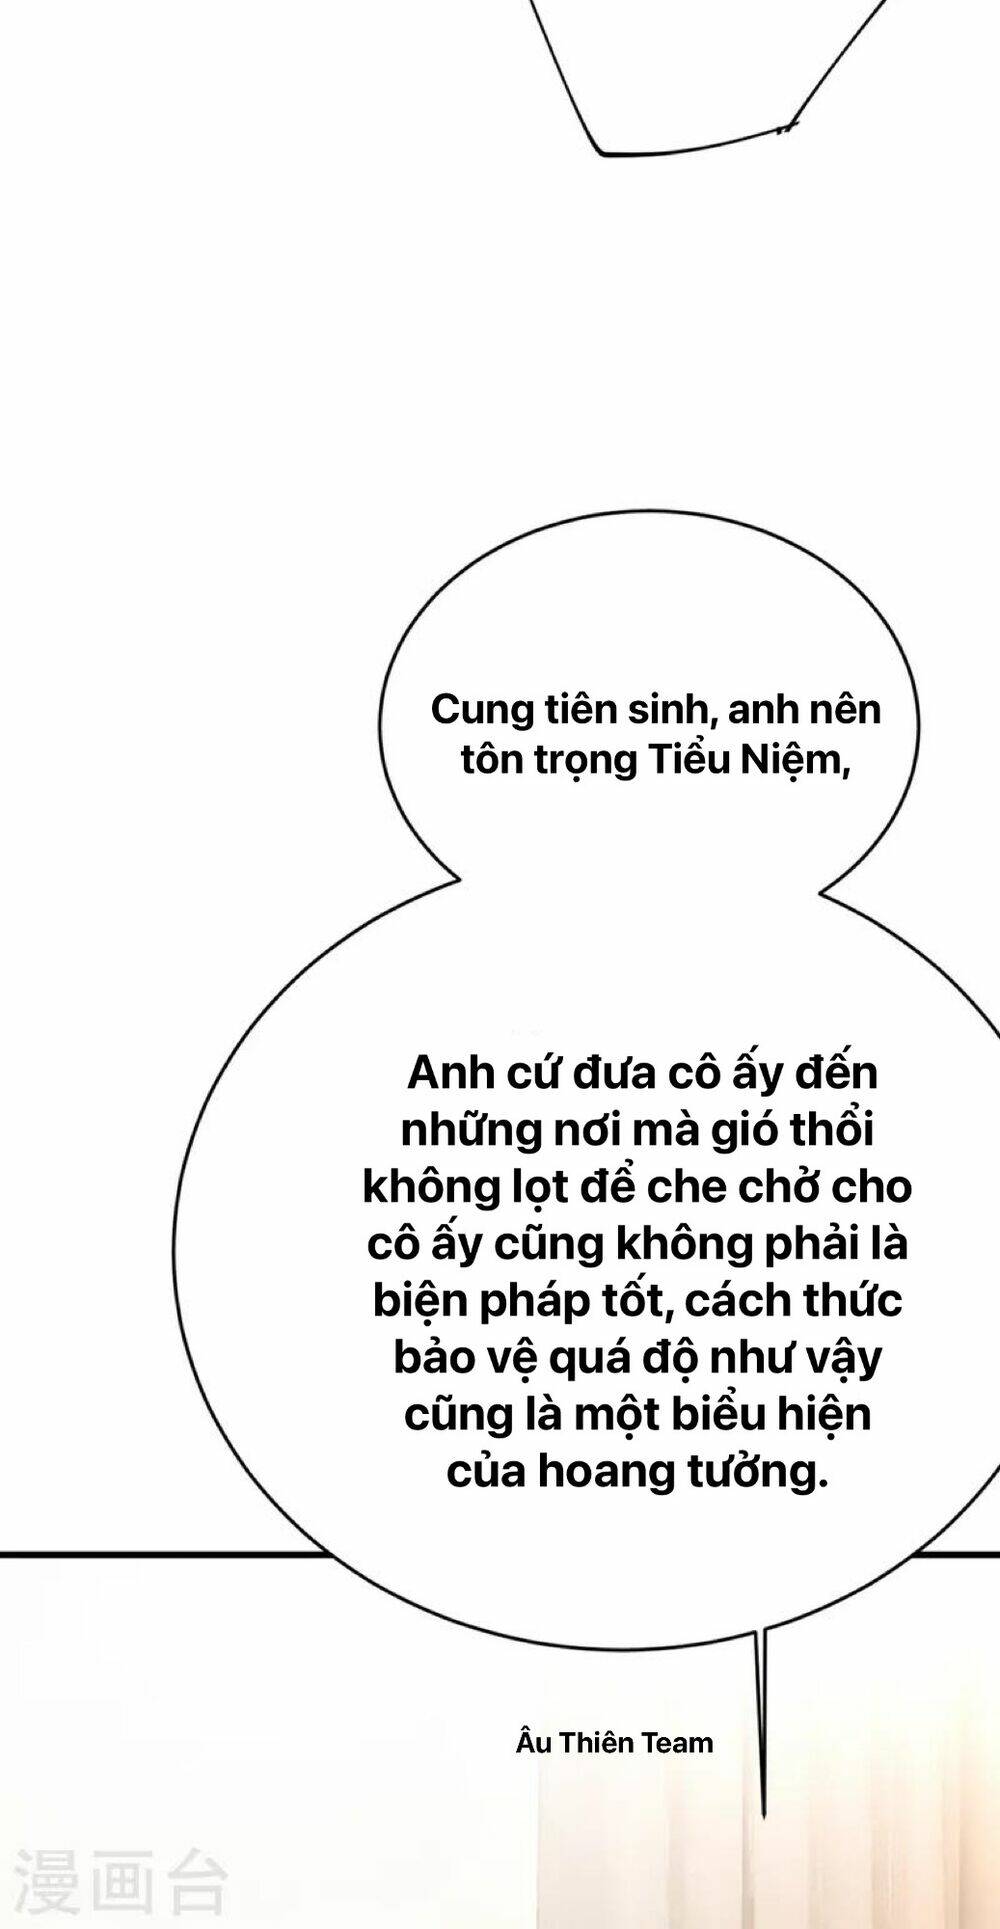 Cung tiên sinh, anh nên
tôn trọng Tiểu Niệm,
Anh cứ đưa cô ấy đến
những nơi mà gió thổi
không lọt để che chở cho
cô ấy cũng không phải là
biện pháp tốt, cách thức
bảo vệ quá độ như vậy
cũng là một biểu hiện
của hoang tưởng.
Âu Thiên Team
漫画台